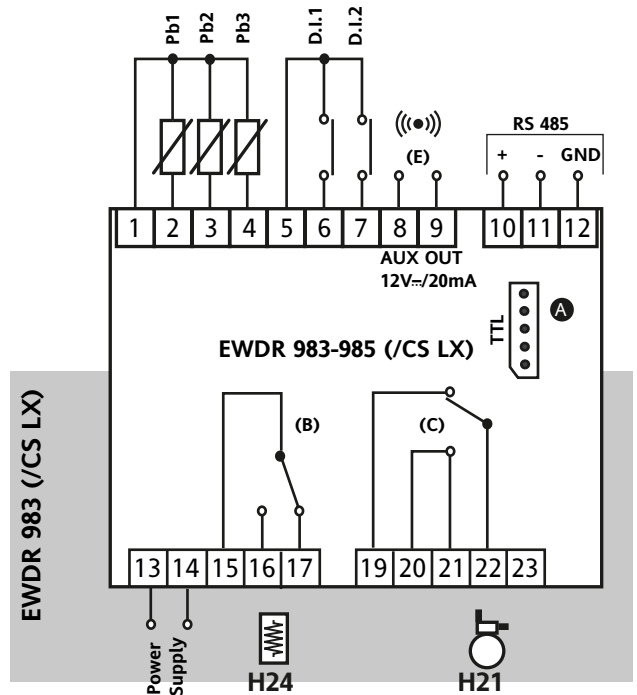 Pb1 Pb2 Pb3 D.I.1 D.I.2
RS 485
(E) + - GND
1 2 3 4 5 6 7 8 9 10 11 12
AUX OUT
12V⎓/20mA
A
TTL
EWDR 983-985 (/CS LX)
EWDR 983 (/CS LX)
(B) (C)
13 14 15 16 17 19 20 21 22 23
Power
Supply
H24 H21